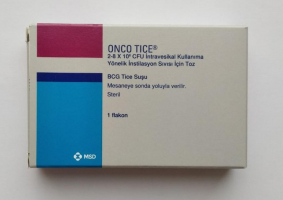 ONCO TICE®
2-8 X 10⁸ CFU Intravesikal Kullanıma
Yönelik İnstilasyon Sıvısı İçin Toz
BCG Tice Suşu
Mesaneye sonda yoluyla verilir.
Steril
1 flakon
MSD